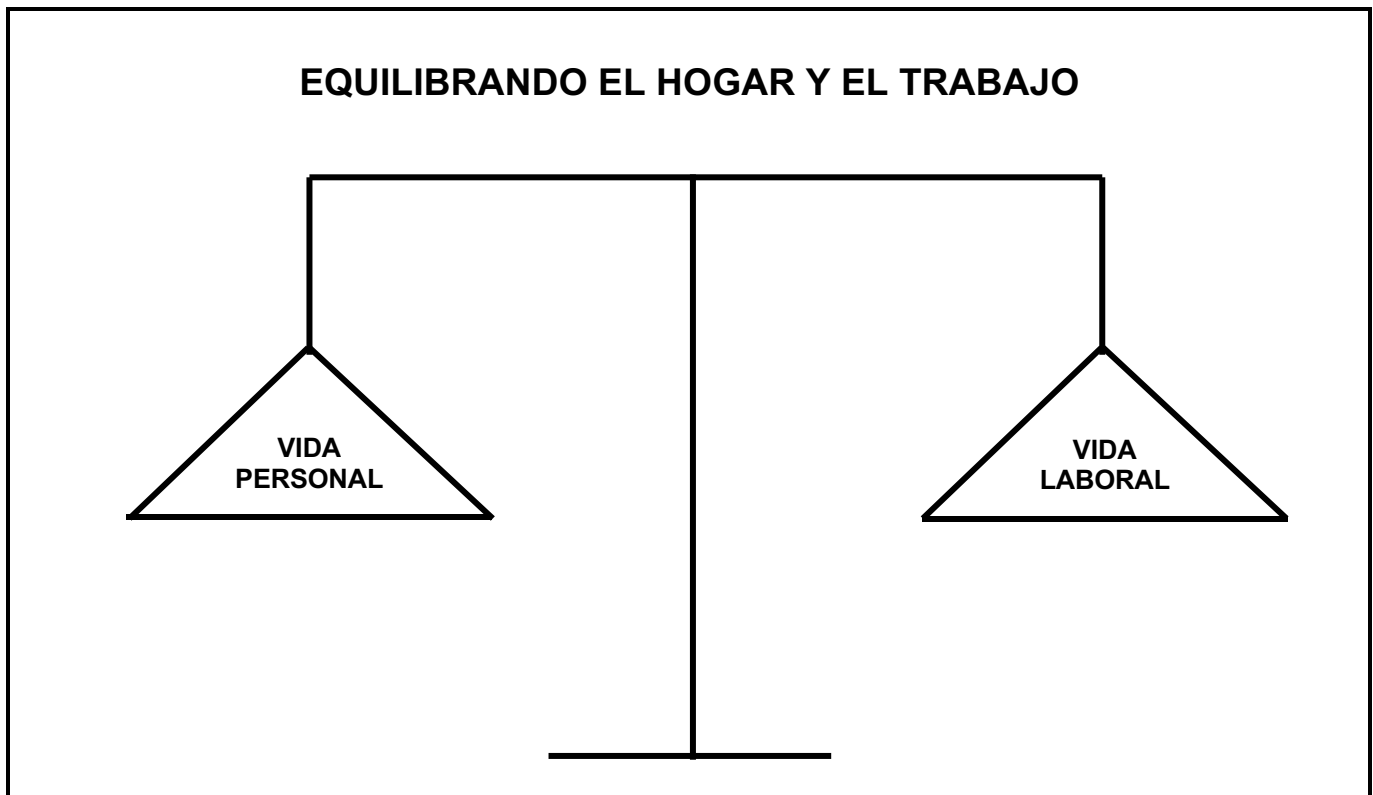 EQUILIBRANDO EL HOGAR Y EL TRABAJO
VIDA
PERSONAL
VIDA
LABORAL